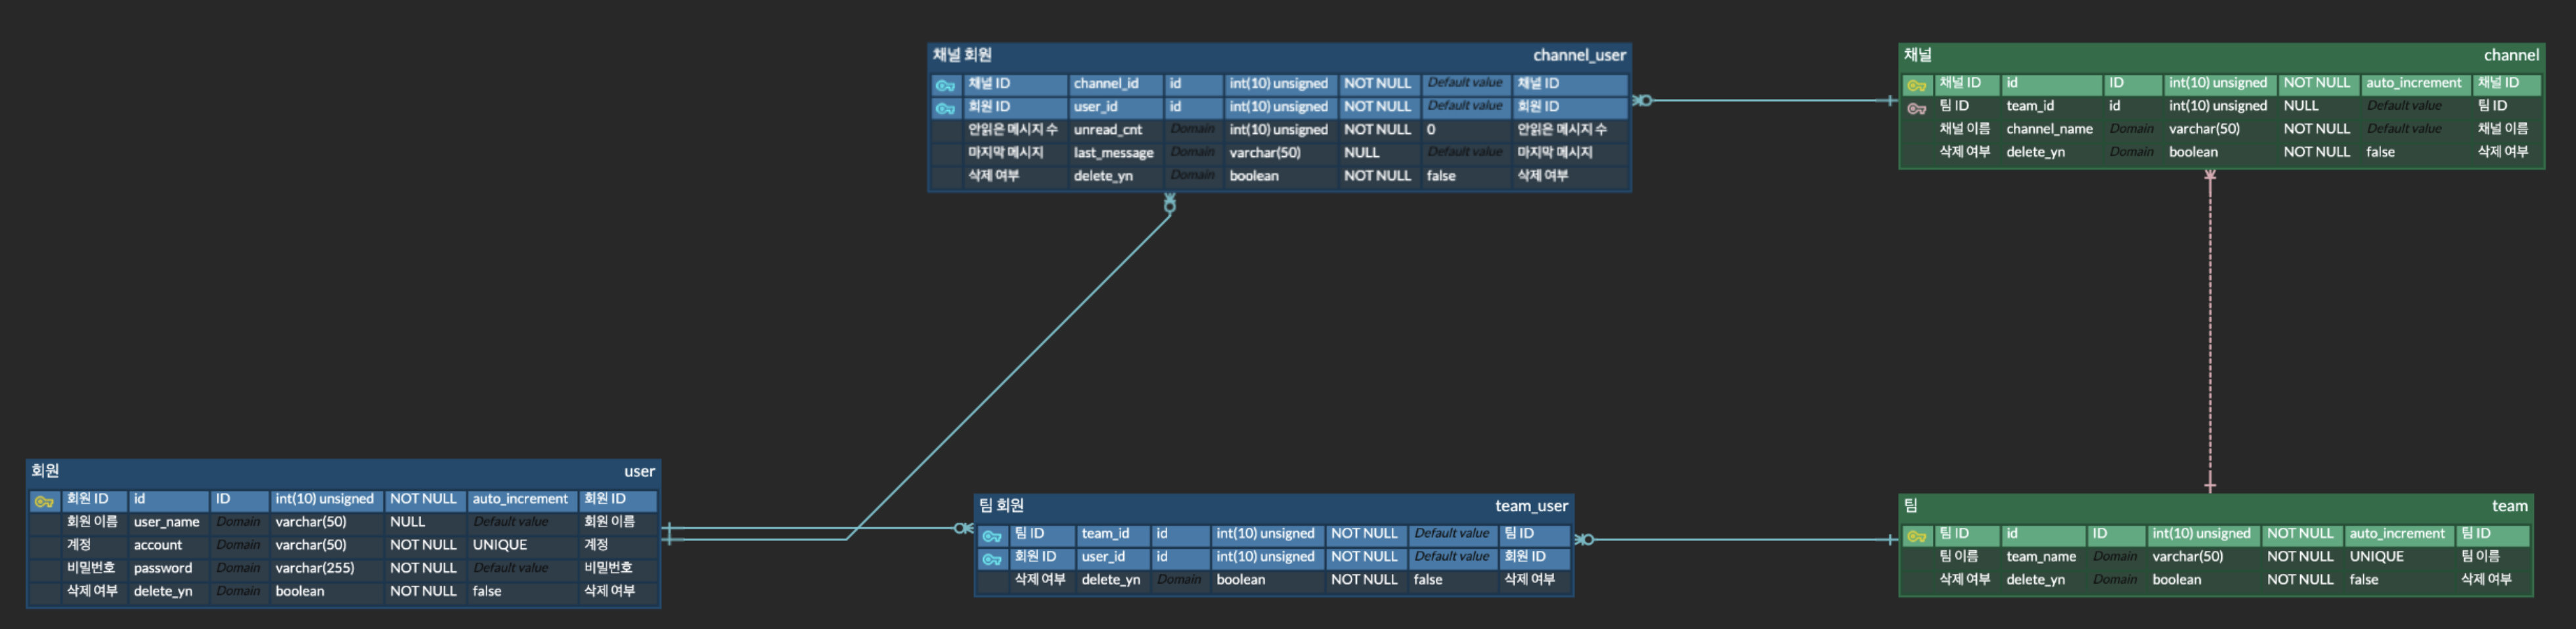 채널 회원 channel_user
채널 ID channel_id id int(10) unsigned NOT NULL Default value 채널 ID
회원 ID user_id id int(10) unsigned NOT NULL Default value 회원 ID
안읽은 메시지 수 unread_cnt Domain int(10) unsigned NOT NULL 0 안읽은 메시지 수
마지막 메시지 last_message Domain varchar(50) NULL Default value 마지막 메시지
삭제 여부 delete_yn Domain boolean NOT NULL false 삭제 여부
채널 channel
채널 ID id ID int(10) unsigned NOT NULL auto_increment 채널 ID
팀 ID team_id id int(10) unsigned NULL Default value 팀 ID
채널 이름 channel_name Domain varchar(50) NOT NULL Default value 채널 이름
삭제 여부 delete_yn Domain boolean NOT NULL false 삭제 여부
회원 user
회원 ID id ID int(10) unsigned NOT NULL auto_increment 회원 ID
회원 이름 user_name Domain varchar(50) NULL Default value 회원 이름
계정 account Domain varchar(50) NOT NULL UNIQUE 계정
비밀번호 password Domain varchar(255) NOT NULL Default value 비밀번호
삭제 여부 delete_yn Domain boolean NOT NULL false 삭제 여부
팀 회원 team_user
팀 ID team_id id int(10) unsigned NOT NULL Default value 팀 ID
회원 ID user_id id int(10) unsigned NOT NULL Default value 회원 ID
삭제 여부 delete_yn Domain boolean NOT NULL false 삭제 여부
팀 team
팀 ID id ID int(10) unsigned NOT NULL auto_increment 팀 ID
팀 이름 team_name Domain varchar(50) NOT NULL UNIQUE 팀 이름
삭제 여부 delete_yn Domain boolean NOT NULL false 삭제 여부